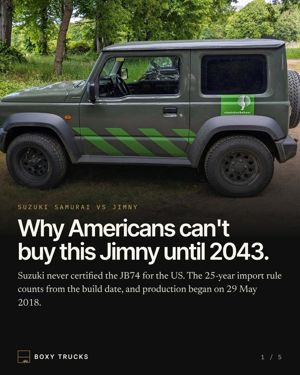 SUZUKI SAMURAI VS JIMNY
Why Americans can't
buy this Jimny until 2043.
Suzuki never certified the JB74 for the US. The 25-year import rule
counts from the build date, and production began on 29 May
2018.
BOXY TRUCKS
1 / 5